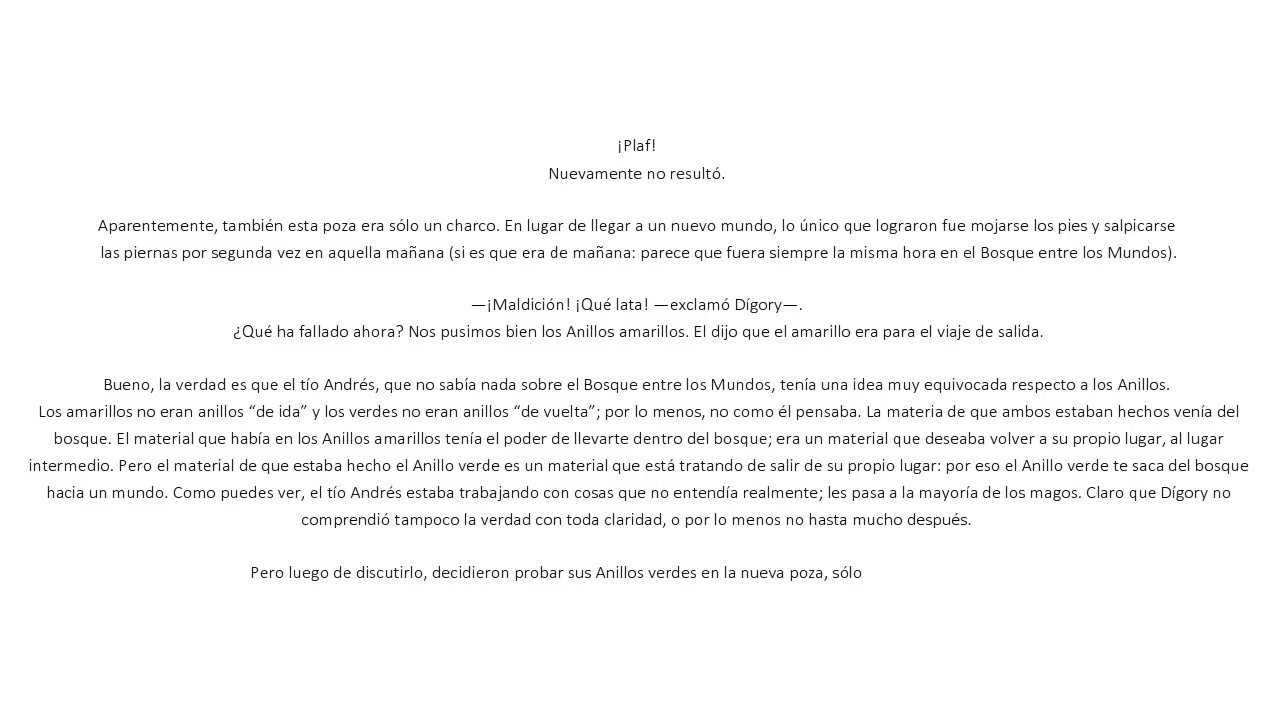 ¡Plaf!
Nuevamente no resultó.
Aparentemente, también esta poza era sólo un charco. En lugar de llegar a un nuevo mundo, lo único que lograron fue mojarse los pies y salpicarse
las piernas por segunda vez en aquella mañana (si es que era de mañana: parece que fuera siempre la misma hora en el Bosque entre los Mundos).
—¡Maldición! ¡Qué lata! —exclamó Dígory—.
¿Qué ha fallado ahora? Nos pusimos bien los Anillos amarillos. El dijo que el amarillo era para el viaje de salida.
Bueno, la verdad es que el tío Andrés, que no sabía nada sobre el Bosque entre los Mundos, tenía una idea muy equivocada respecto a los Anillos.
Los amarillos no eran anillos “de ida” y los verdes no eran anillos “de vuelta”; por lo menos, no como él pensaba. La materia de que ambos estaban hechos venía del
bosque. El material que había en los Anillos amarillos tenía el poder de llevarte dentro del bosque; era un material que deseaba volver a su propio lugar, al lugar
intermedio. Pero el material de que estaba hecho el Anillo verde es un material que está tratando de salir de su propio lugar: por eso el Anillo verde te saca del bosque
hacia un mundo. Como puedes ver, el tío Andrés estaba trabajando con cosas que no entendía realmente; les pasa a la mayoría de los magos. Claro que Dígory no
comprendió tampoco la verdad con toda claridad, o por lo menos no hasta mucho después.
Pero luego de discutirlo, decidieron probar sus Anillos verdes en la nueva poza, sólo